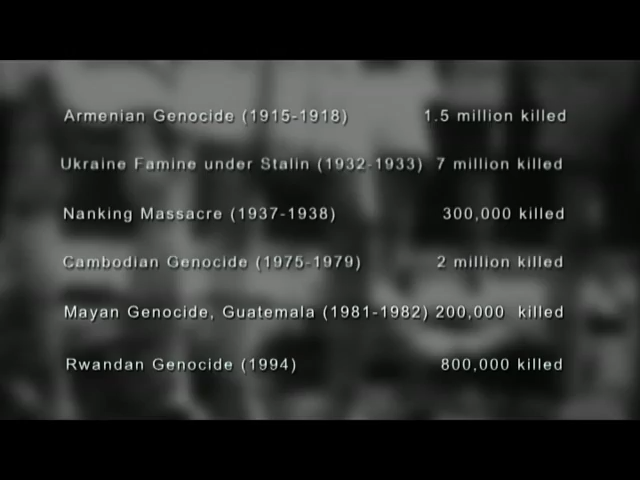 Armenian Genocide (1915-1918) 1.5 million killed
Ukraine Famine under Stalin (1932-1933) 7 million killed
Nanking Massacre (1937-1938) 300,000 killed
Cambodian Genocide (1975-1979) 2 million killed
Mayan Genocide, Guatemala (1981-1982) 200,000 killed
Rwandan Genocide (1994) 800,000 killed